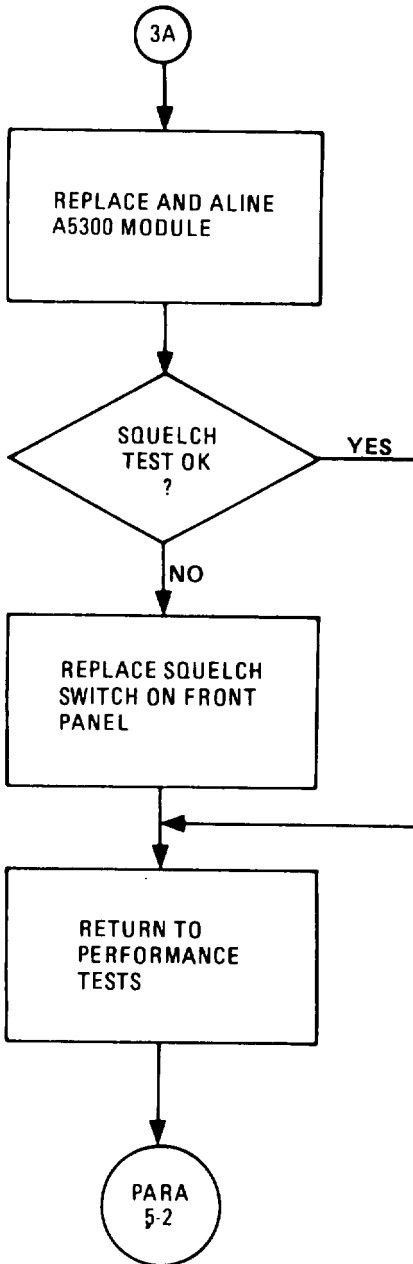 3A
REPLACE AND ALINE
A5300 MODULE
SQUELCH
TEST OK
?
YES
NO
REPLACE SQUELCH
SWITCH ON FRONT
PANEL
RETURN TO
PERFORMANCE
TESTS
PARA
5-2